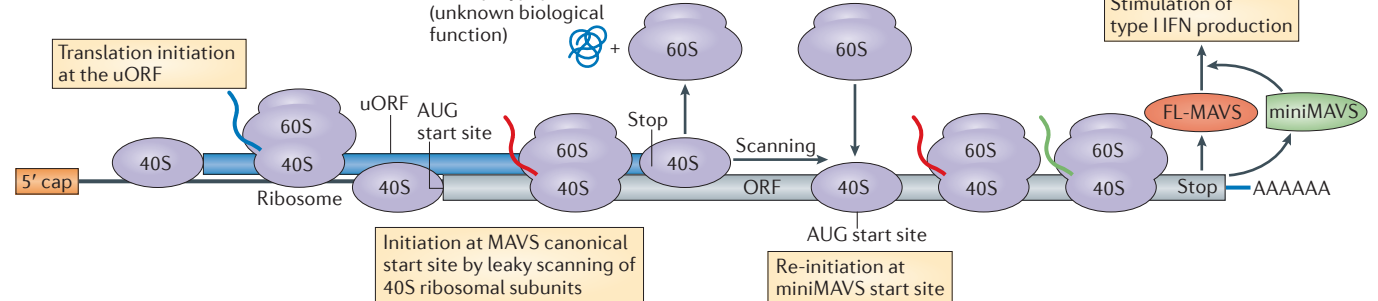 (unknown biological
function)
+
60S
60S
Stimulation of
type I IFN production
Translation initiation
at the uORF
uORF
AUG
start site
Stop
FL-MAVS
miniMAVS
60S
60S
60S
60S
Scanning
40S
40S
40S
40S
40S
40S
40S
40S
5′ cap
Ribosome
ORF
Stop
AAAAAA
AUG start site
Initiation at MAVS canonical
start site by leaky scanning of
40S ribosomal subunits
Re-initiation at
miniMAVS start site